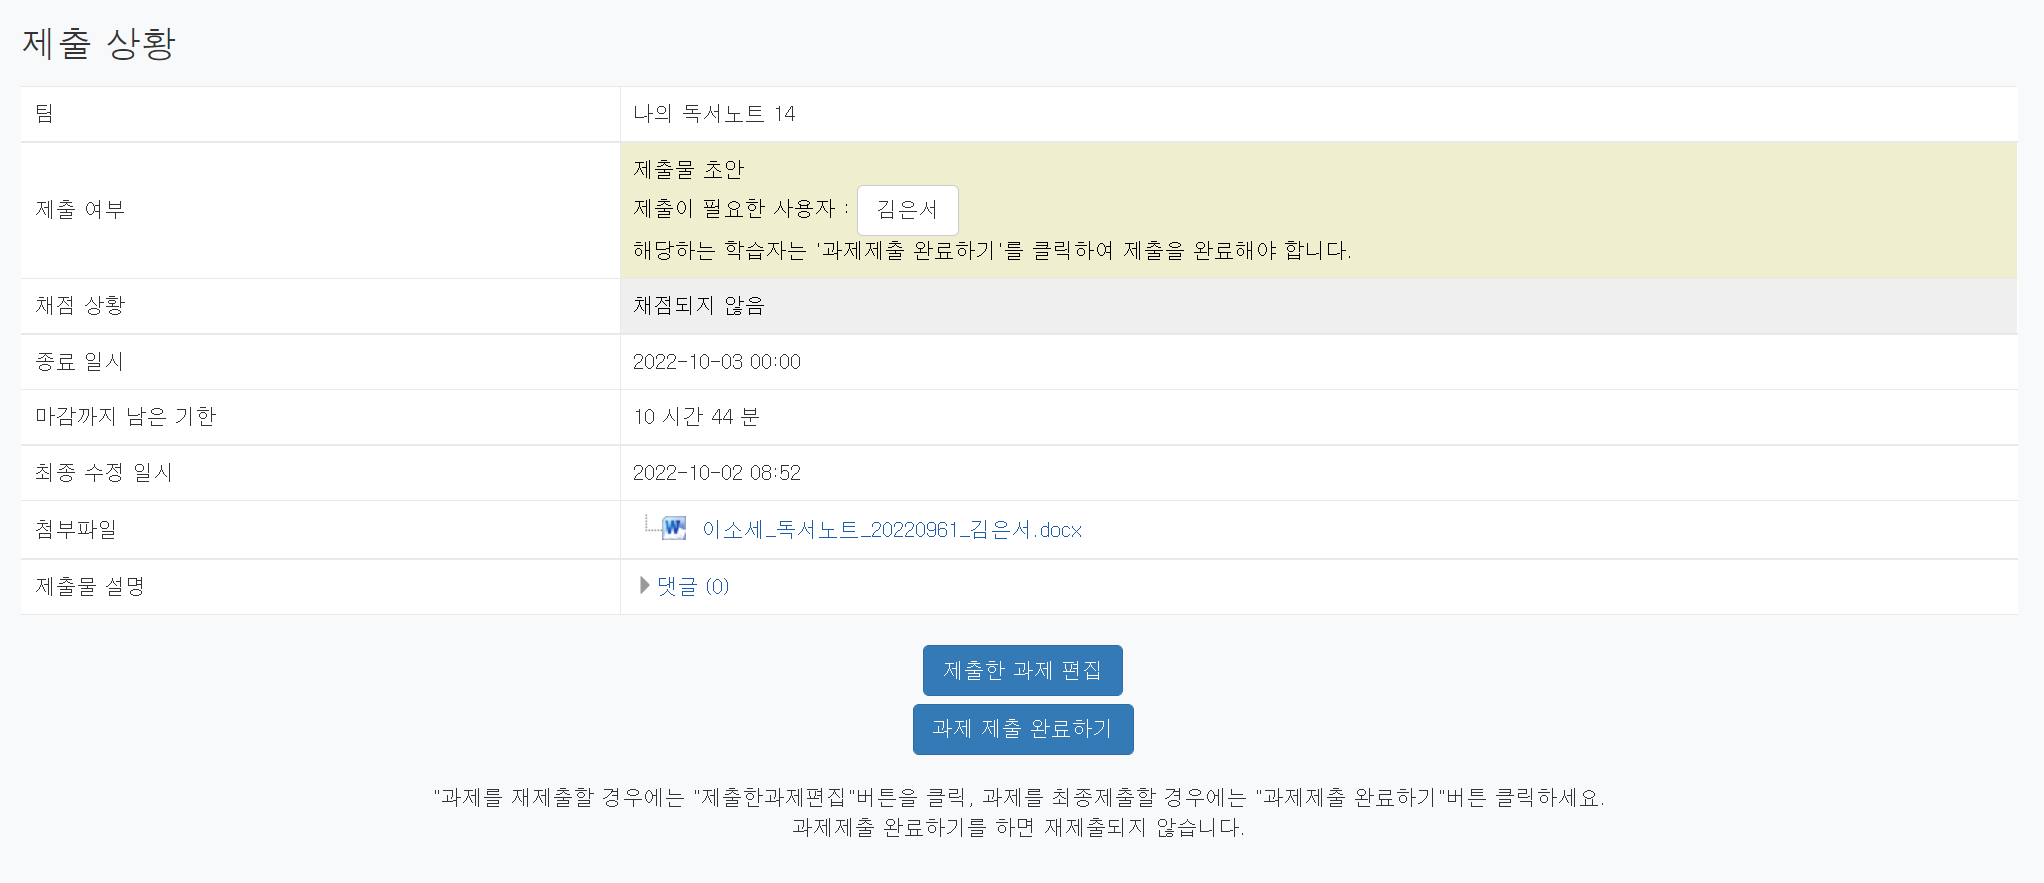 제출 상황
팀
나의 독서노트 14
제출 여부
제출물 초안
제출이 필요한 사용자 : 김은서
해당하는 학습자는 '과제제출 완료하기'를 클릭하여 제출을 완료해야 합니다.
채점 상황
채점되지 않음
종료 일시
2022-10-03 00:00
마감까지 남은 기한
10 시간 44 분
최종 수정 일시
2022-10-02 08:52
첨부파일
이소세_독서노트_20220961_김은서.docx
제출물 설명
댓글 (0)
제출한 과제 편집
과제 제출 완료하기
"과제를 재제출할 경우에는 "제출한과제편집"버튼을 클릭, 과제를 최종제출할 경우에는 "과제제출 완료하기"버튼 클릭하세요.
과제제출 완료하기를 하면 재제출되지 않습니다.